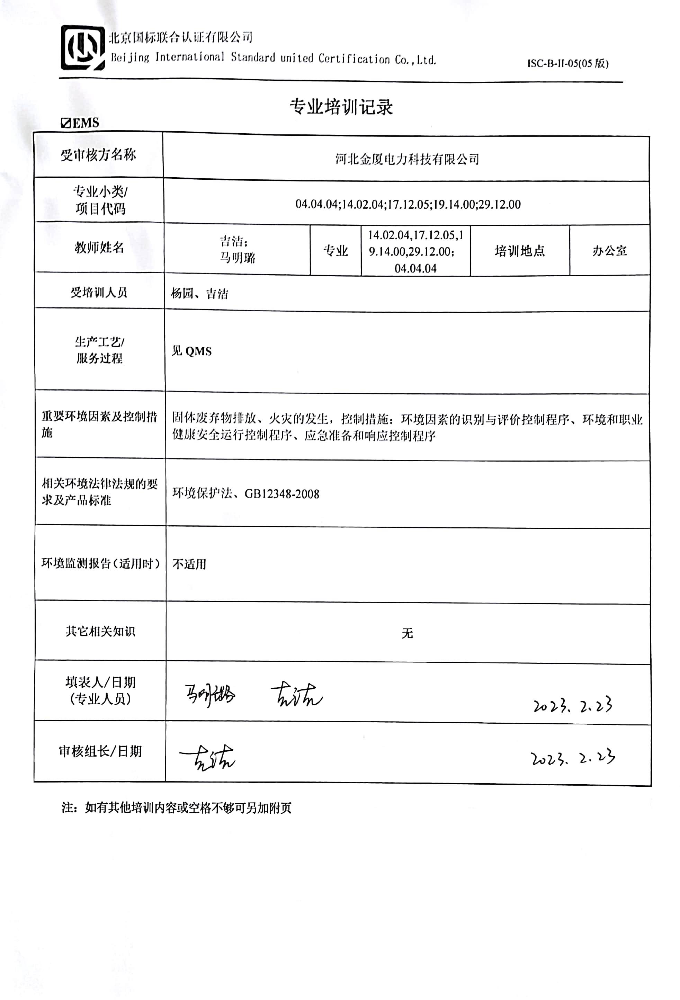 北京国标联合认证有限公司
Beijing International Standard united Certification Co.,Ltd.
ISC-B-II-05(05 版)
专业培训记录
☑EMS
受审核方名称
河北金厦电力科技有限公司
专业小类/
项目代码
04.04.04;14.02.04;17.12.05;19.14.00;29.12.00
教师姓名
吉洁;
马明璐
专业
14.02.04,17.12.05,1
9.14.00,29.12.00;
04.04.04
培训地点
办公室
受培训人员
杨园、吉洁
生产工艺/
服务过程
见 QMS
重要环境因素及控制措
施
固体废弃物排放、火灾的发生，控制措施：环境因素的识别与评价控制程序、环境和职业
健康安全运行控制程序、应急准备和响应控制程序
相关环境法律法规的要
求及产品标准
环境保护法、GB12348-2008
环境监测报告（适用时）
不适用
其它相关知识
无
填表人/日期
（专业人员）
马明璐 吉洁 2023.2.23
审核组长/日期
吉洁 2023.2.23
注：如有其他培训内容或空格不够可另加附页